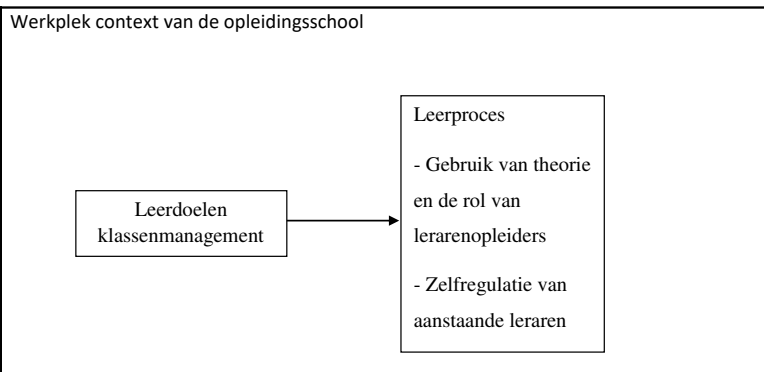 Werkplek context van de opleidingsschool
Leerdoelen
klassenmanagement
Leerproces
- Gebruik van theorie
en de rol van
lerarenopleiders
- Zelfregulatie van
aanstaande leraren